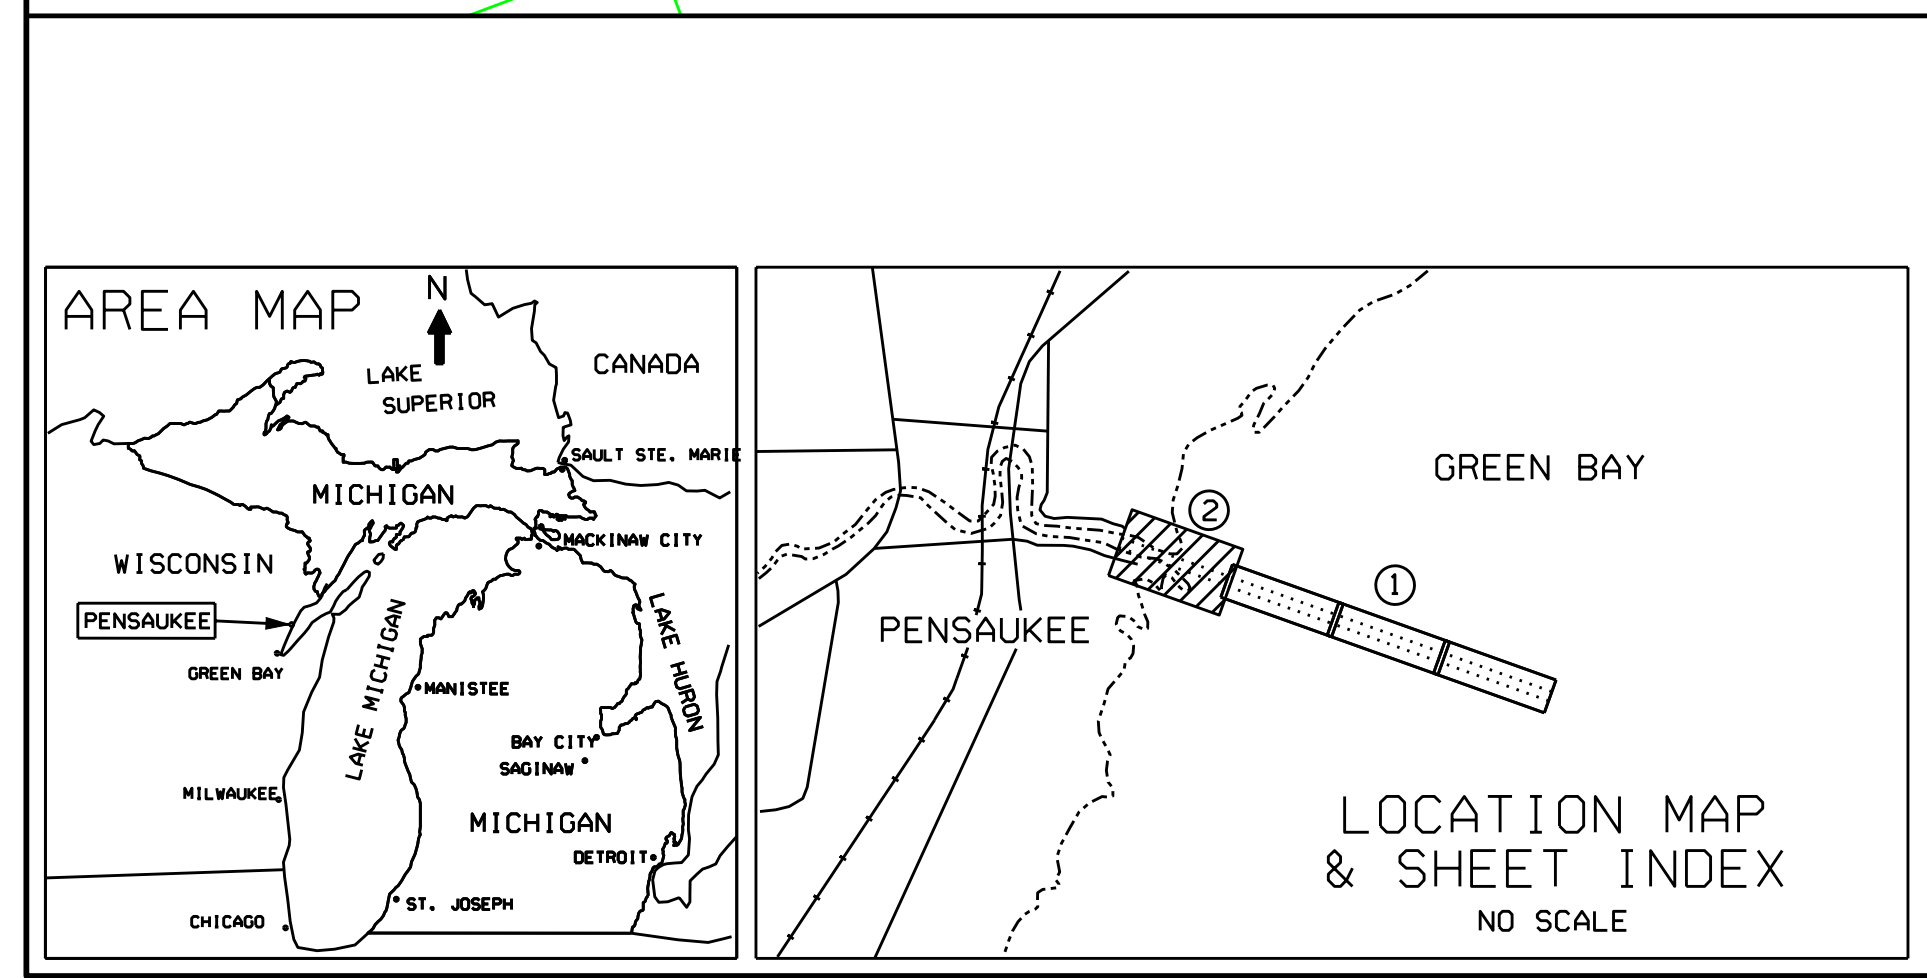 AREA MAP
N
LAKE
SUPERIOR
CANADA
SAULT STE. MARIE
MICHIGAN
MACKINAW CITY
WISCONSIN
PENSAUKEE
GREEN BAY
LAKE MICHIGAN
LAKE HURON
MANISTEE
BAY CITY
SAGINAW
MILWAUKEE
MICHIGAN
DETROIT
ST. JOSEPH
CHICAGO
GREEN BAY
2
1
PENSAUKEE
LOCATION MAP
& SHEET INDEX
NO SCALE